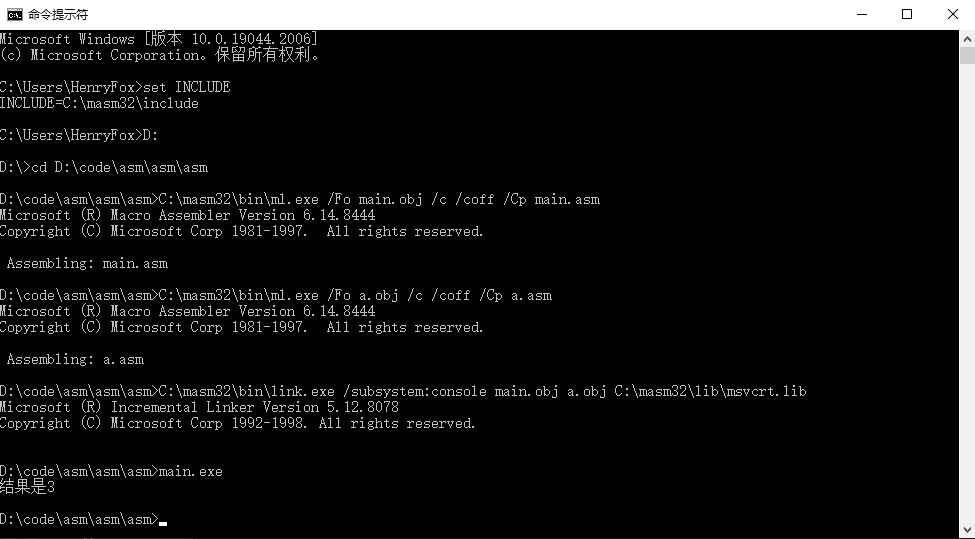 命令提示符
Microsoft Windows [版本 10.0.19044.2006]
(c) Microsoft Corporation。保留所有权利。
C:\Users\HenryFox>set INCLUDE
INCLUDE=C:\masm32\include
C:\Users\HenryFox>D:
D:\>cd D:\code\asm\asm\asm
D:\code\asm\asm\asm>C:\masm32\bin\ml.exe /Fo main.obj /c /coff /Cp main.asm
Microsoft (R) Macro Assembler Version 6.14.8444
Copyright (C) Microsoft Corp 1981-1997.  All rights reserved.
 Assembling: main.asm
D:\code\asm\asm\asm>C:\masm32\bin\ml.exe /Fo a.obj /c /coff /Cp a.asm
Microsoft (R) Macro Assembler Version 6.14.8444
Copyright (C) Microsoft Corp 1981-1997.  All rights reserved.
 Assembling: a.asm
D:\code\asm\asm\asm>C:\masm32\bin\link.exe /subsystem:console main.obj a.obj C:\masm32\lib\msvcrt.lib
Microsoft (R) Incremental Linker Version 5.12.8078
Copyright (C) Microsoft Corp 1992-1998. All rights reserved.
D:\code\asm\asm\asm>main.exe
结果是3
D:\code\asm\asm\asm>